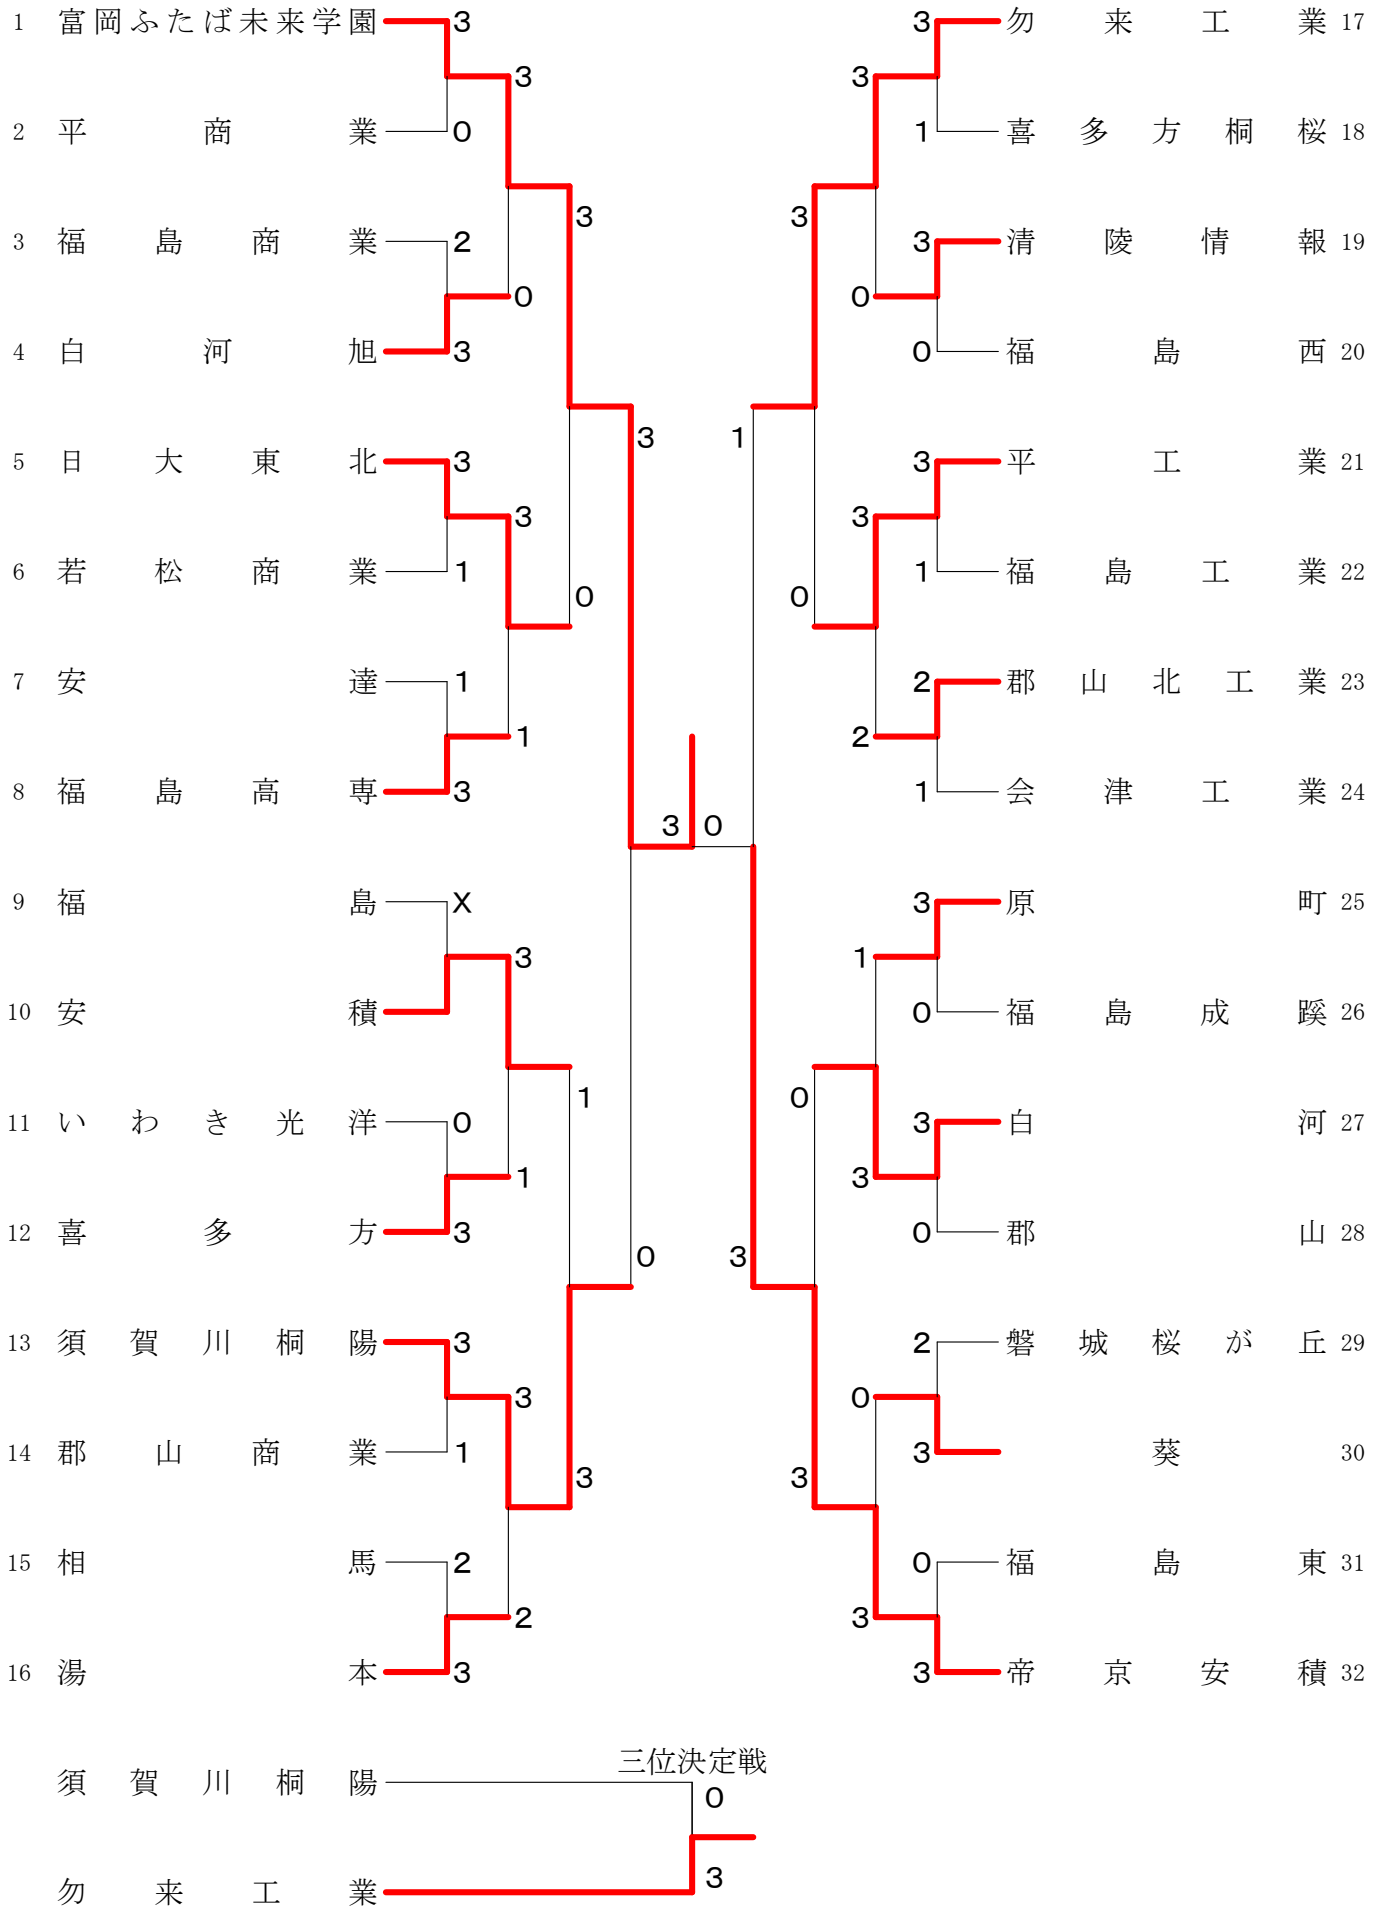 1 富岡ふたば未来学園 3
3 勿来工業 17
3
3
2 平商業 0
1 喜多方桐桜 18
3
3
3 福島商業 2
3 清陵情報 19
0
0
4 白河旭 3
0 福島西 20
3
1
5 日大東北 3
3 平工業 21
3
3
6 若松商業 1
1 福島工業 22
0
0
7 安達 1
2 郡山北工業 23
1
2
8 福島高専 3
1 会津工業 24
3 0
9 福島 X
3 原町 25
3
1
10 安積
0 福島成蹊 26
1
0
11 いわき光洋 0
3 白河 27
1
3
12 喜多方 3
0 郡山 28
0
3
13 須賀川桐陽 3
2 磐城桜が丘 29
3
0
14 郡山商業 1
3 葵 30
3
3
15 相馬 2
0 福島東 31
2
3
16 湯本 3
3 帝京安積 32
三位決定戦
須賀川桐陽 0
勿来工業 3